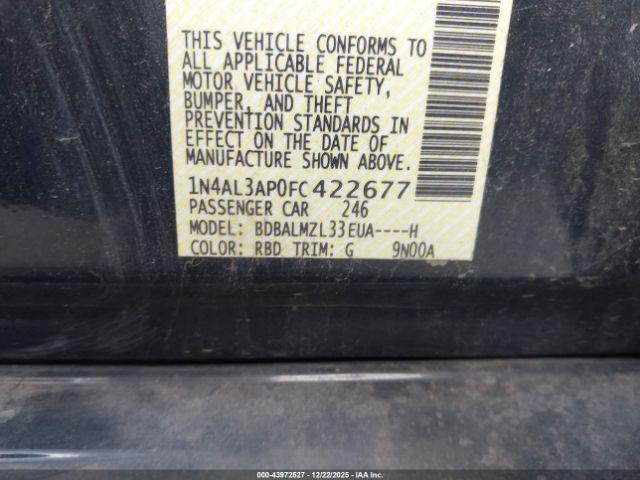 THIS VEHICLE CONFORMS TO
ALL APPLICABLE FEDERAL
MOTOR VEHICLE SAFETY,
BUMPER, AND THEFT
PREVENTION STANDARDS IN
EFFECT ON THE DATE OF
MANUFACTURE SHOWN ABOVE.
1N4AL3AP0FC422677
PASSENGER CAR 246
MODEL: BDBALMZL33EUA----H
COLOR: RBD TRIM: G 9N00A
000-43972527 - 12/22/2025 - IAA Inc.